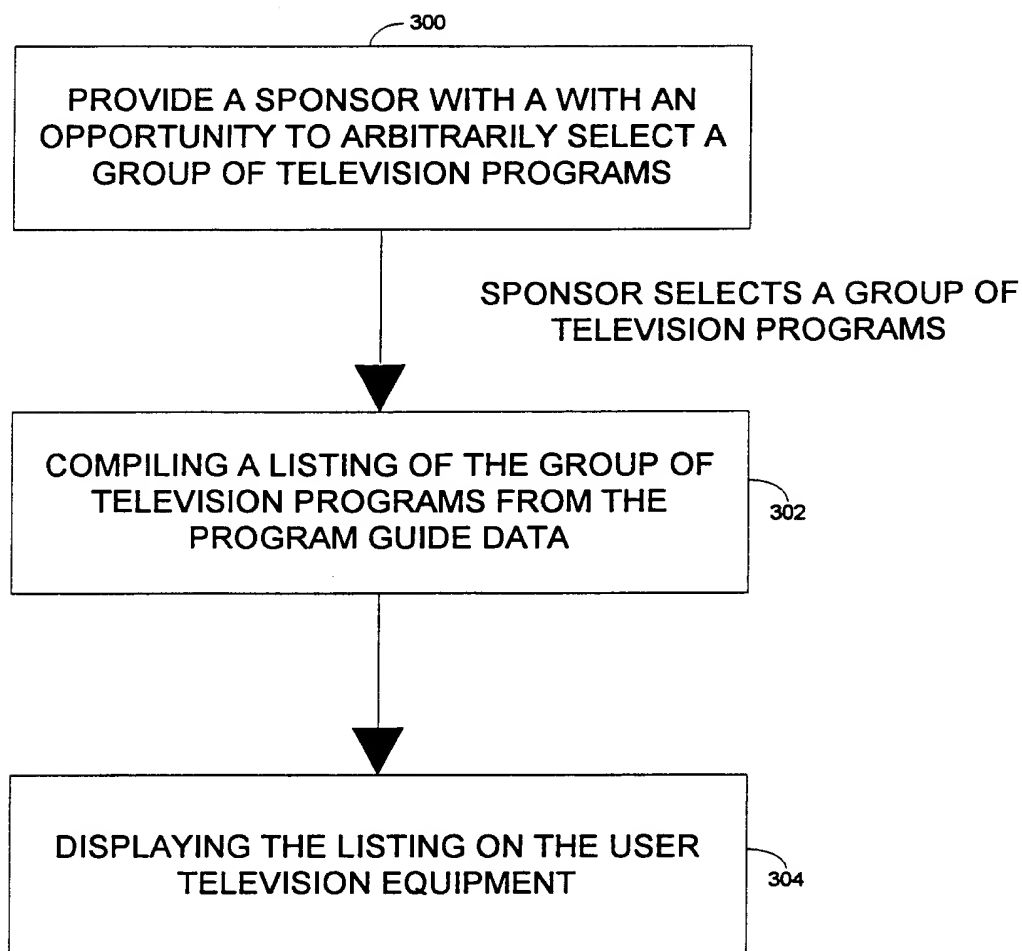 300
PROVIDE A SPONSOR WITH A WITH AN
OPPORTUNITY TO ARBITRARILY SELECT A
GROUP OF TELEVISION PROGRAMS
SPONSOR SELECTS A GROUP OF
TELEVISION PROGRAMS
COMPILING A LISTING OF THE GROUP OF
TELEVISION PROGRAMS FROM THE
PROGRAM GUIDE DATA
302
DISPLAYING THE LISTING ON THE USER
TELEVISION EQUIPMENT
304